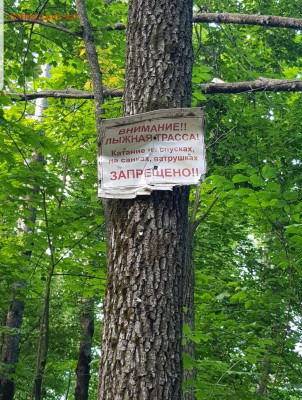 ВНИМАНИЕ!!
ЛЫЖНАЯ ТРАССА!
Катание на спусках,
на санках, ватрушках
ЗАПРЕЩЕНО!!